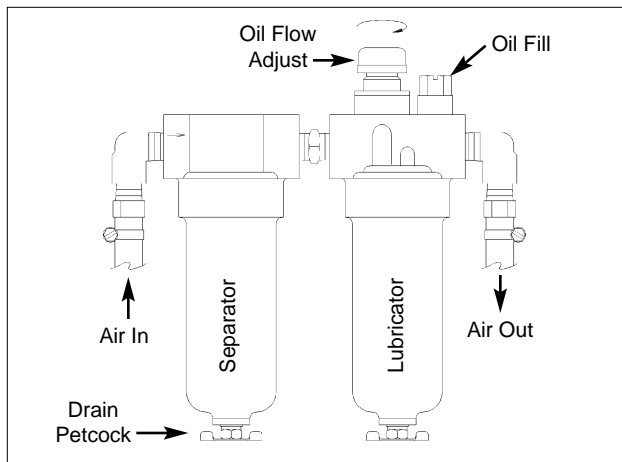 Oil Flow
Adjust
Oil Fill
Air In
Separator
Lubricator
Air Out
Drain
Petcock